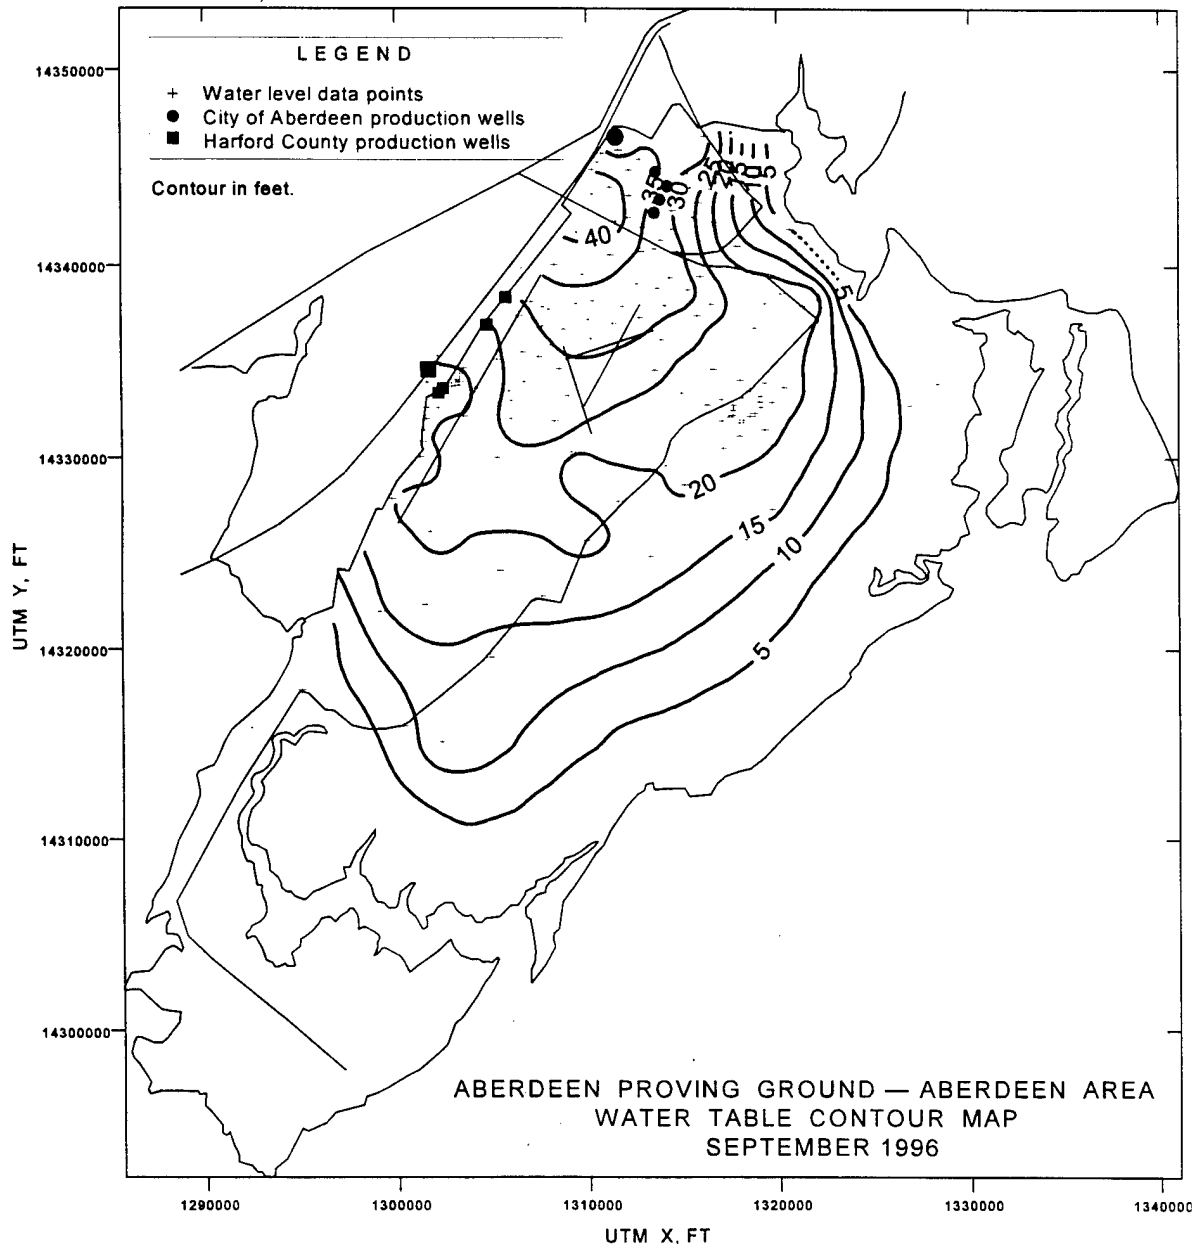 LEGEND
+ Water level data points
● City of Aberdeen production wells
■ Harford County production wells
Contour in feet.
14350000
14340000
14330000
14320000
14310000
14300000
UTM Y, FT
40
35
30
25
5
5
20
15
10
5
ABERDEEN PROVING GROUND — ABERDEEN AREA
WATER TABLE CONTOUR MAP
SEPTEMBER 1996
1290000
1300000
1310000
1320000
1330000
1340000
UTM X, FT